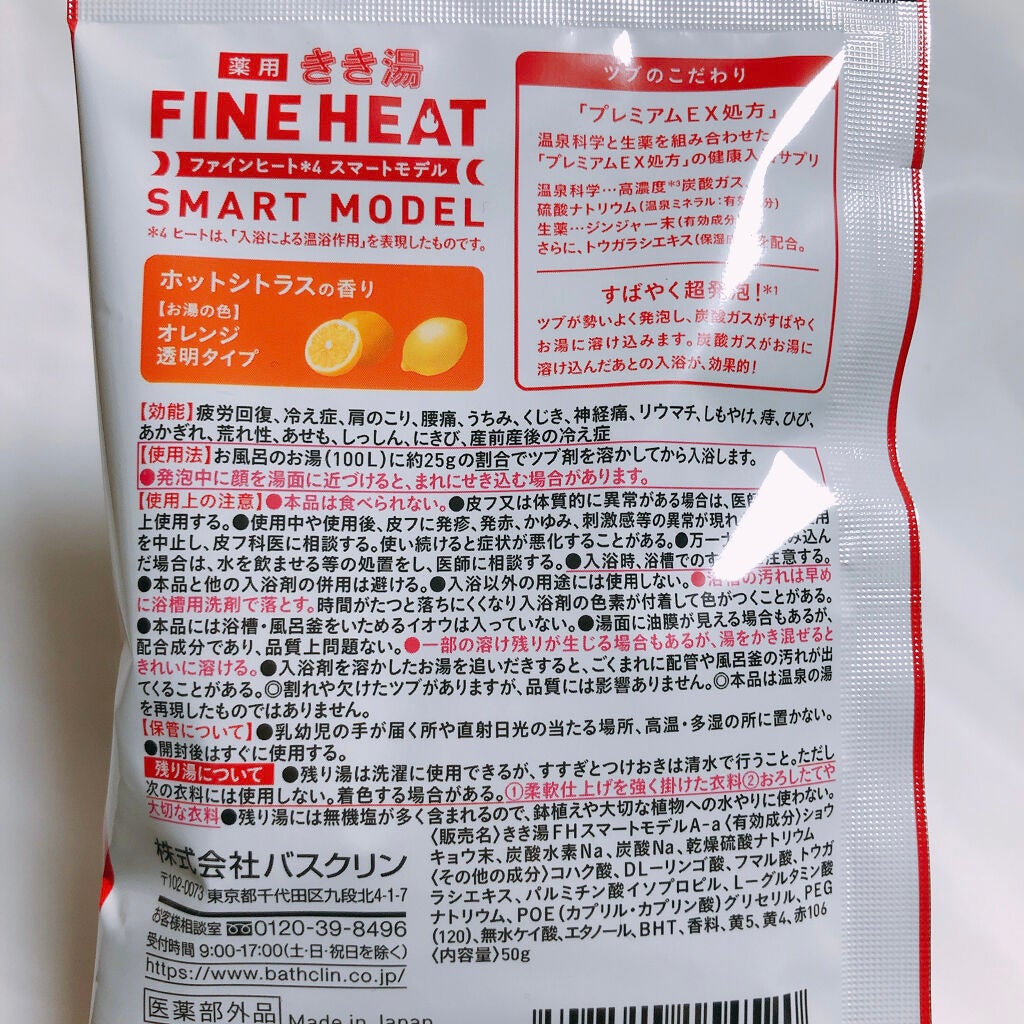 薬用 きき湯
FINE HEAT
ファインヒート*4 スマートモデル
SMART MODEL
*4 ヒートは、「入浴による温浴作用」を表現したものです。
ホットシトラスの香り
【お湯の色】
オレンジ
透明タイプ
ツブのこだわり
「プレミアムEX処方」
温泉科学と生薬を組み合わせた
「プレミアムEX処方」の健康入 サプリ
温泉科学…高濃度*3炭酸ガス、
硫酸ナトリウム(温泉ミネラル:有効 分)
生薬…ジンジャー末(有効成分
さらに、トウガラシエキス(保湿成 を配合。
すばやく超発泡!*1
ツブが勢いよく発泡し、炭酸ガスがすばやく
お湯に溶け込みます。炭酸ガスがお湯に
溶け込んだあとの入浴が、効果的!
【効能】疲労回復、冷え症、肩のこり、腰痛、うちみ、くじき、神経痛、リウマチ、しもやけ、痔、ひび、
あかぎれ、荒れ性、あせも、しっしん、にきび、産前産後の冷え症
【使用法】お風呂のお湯(100L)に約25gの割合でツブ剤を溶かしてから入浴します。
●発泡中に顔を湯面に近づけると、まれにせき込む場合があります。
【使用上の注意】●本品は食べられない。●皮フ又は体質的に異常がある場合は、医師
上使用する。●使用中や使用後、皮フに発疹、発赤、かゆみ、刺激感等の異常が現れ 使用
を中止し、皮フ科医に相談する。使い続けると症状が悪化することがある。●万一 み込ん
だ場合は、水を飲ませる等の処置をし、医師に相談する。●入浴時、浴槽でのす 注意する。
●本品と他の入浴剤の併用は避ける。●入浴以外の用途には使用しない。●浴槽の汚れは早め
に浴槽用洗剤で落とす。時間がたつと落ちにくくなり入浴剤の色素が付着して色がつくことがある。
●本品には浴槽・風呂釜をいためるイオウは入っていない。●湯面に油膜が見える場合もあるが、
配合成分であり、品質上問題ない。●一部の溶け残りが生じる場合もあるが、湯をかき混ぜると
きれいに溶ける。●入浴剤を溶かしたお湯を追いだきすると、ごくまれに配管や風呂釜の汚れが出
てくることがある。◎割れや欠けたツブがありますが、品質には影響ありません。◎本品は温泉の湯
を再現したものではありません。
【保管について】●乳幼児の手が届く所や直射日光の当たる場所、高温・多湿の所に置かない。
●開封後はすぐに使用する。
残り湯について ●残り湯は洗濯に使用できるが、すすぎとつけおきは清水で行うこと。ただし
次の衣料には使用しない。着色する場合がある。①柔軟仕上げを強く掛けた衣料②おろしたてや
大切な衣料●残り湯には無機塩が多く含まれるので、鉢植えや大切な植物への水やりに使わない。
株式会社バスクリン
〒102-0073 東京都千代田区九段北4-1-7
お客様相談室 0120-39-8496
受付時間 9:00-17:00(土・日・祝日を除く)
https://www.bathclin.co.jp/
医薬部外品 Made in Japan
〈販売名〉きき湯FHスマートモデルA-a〈有効成分〉ショウ
キョウ末、炭酸水素Na、炭酸Na、乾燥硫酸ナトリウム
〈その他の成分〉コハク酸、DL-リンゴ酸、フマル酸、トウガ
ラシエキス、パルミチン酸イソプロピル、L-グルタミン酸
ナトリウム、POE(カプリル・カプリン酸)グリセリル、PEG
(120)、無水ケイ酸、エタノール、BHT、香料、黄5、黄4、赤106
〈内容量〉50g